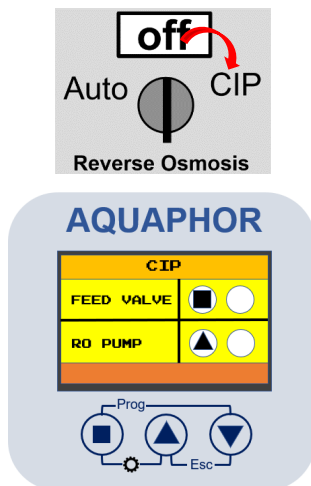 off
Auto
CIP
Reverse Osmosis
AQUAPHOR
CIP
FEED VALVE
RO PUMP
Prog
Esc